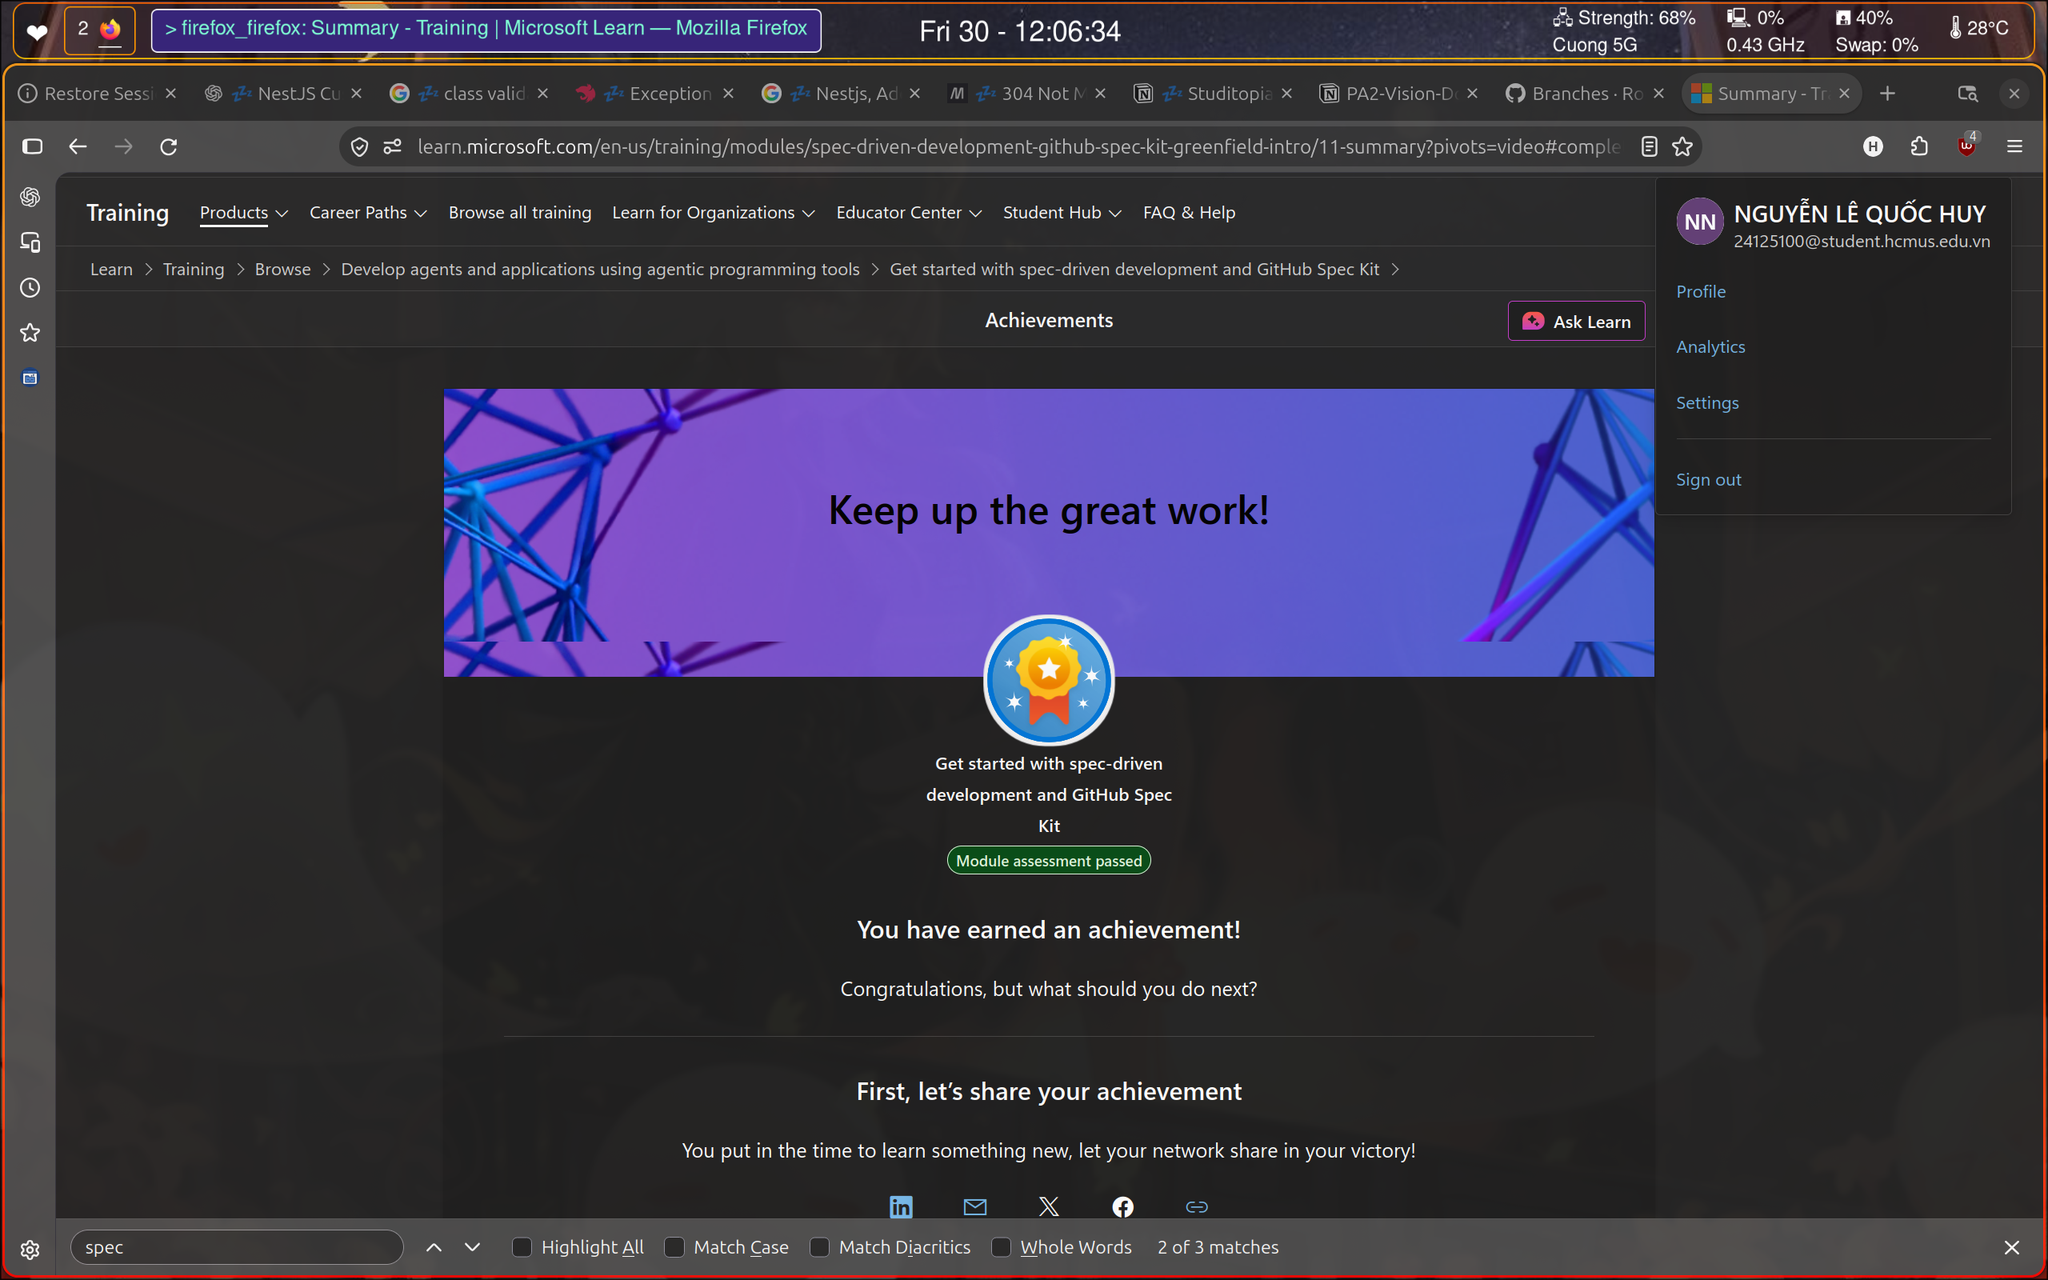 2
> firefox_firefox: Summary - Training | Microsoft Learn — Mozilla Firefox
Fri 30 - 12:06:34
Strength: 68%
Cuong 5G
0%
0.43 GHz
40%
Swap: 0%
28°C
Restore Sessi
NestJS Cu
class valid
Exception
Nestjs, Ad
304 Not M
Studitopia
PA2-Vision-D
Branches · Ro
Summary - Tr
learn.microsoft.com/en-us/training/modules/spec-driven-development-github-spec-kit-greenfield-intro/11-summary?pivots=video#comple
H
4
Training
Products
Career Paths
Browse all training
Learn for Organizations
Educator Center
Student Hub
FAQ & Help
NN
NGUYỄN LÊ QUỐC HUY
24125100@student.hcmus.edu.vn
Profile
Analytics
Settings
Sign out
Learn > Training > Browse > Develop agents and applications using agentic programming tools > Get started with spec-driven development and GitHub Spec Kit >
Achievements
Ask Learn
Keep up the great work!
Get started with spec-driven
development and GitHub Spec
Kit
Module assessment passed
You have earned an achievement!
Congratulations, but what should you do next?
First, let’s share your achievement
You put in the time to learn something new, let your network share in your victory!
spec
Highlight All
Match Case
Match Diacritics
Whole Words
2 of 3 matches